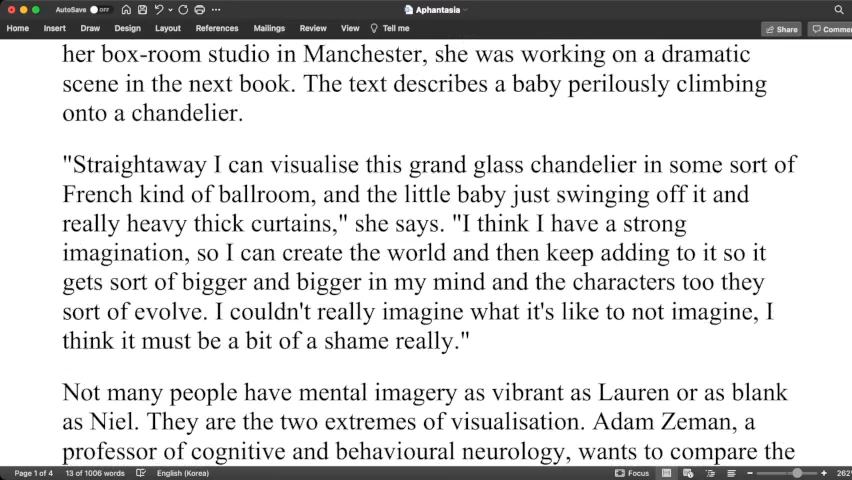 AutoSave OFF
Aphantasia
Home Insert Draw Design Layout References Mailings Review View Tell me
Share
her box-room studio in Manchester, she was working on a dramatic
scene in the next book. The text describes a baby perilously climbing
onto a chandelier.
"Straightaway I can visualise this grand glass chandelier in some sort of
French kind of ballroom, and the little baby just swinging off it and
really heavy thick curtains," she says. "I think I have a strong
imagination, so I can create the world and then keep adding to it so it
gets sort of bigger and bigger in my mind and the characters too they
sort of evolve. I couldn't really imagine what it's like to not imagine, I
think it must be a bit of a shame really."
Not many people have mental imagery as vibrant as Lauren or as blank
as Niel. They are the two extremes of visualisation. Adam Zeman, a
professor of cognitive and behavioural neurology, wants to compare the
Page 1 of 4 13 of 1006 words English (Korea) Focus